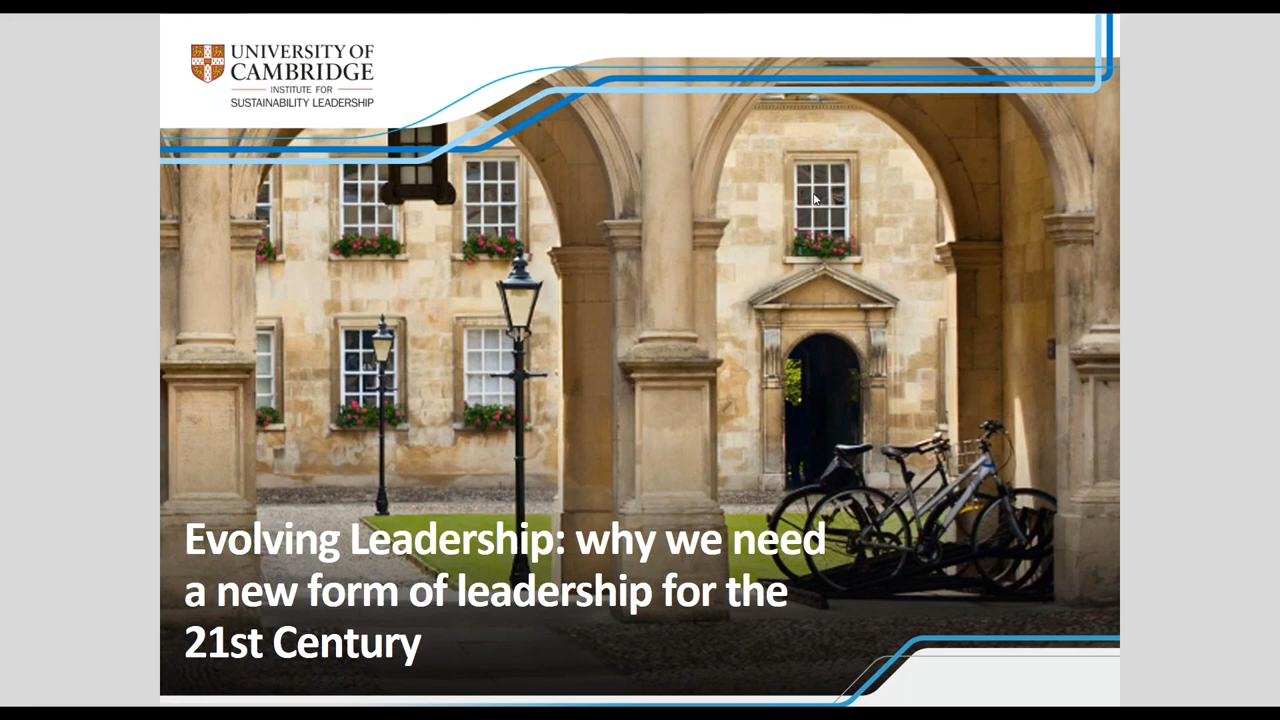 UNIVERSITY OF
CAMBRIDGE
INSTITUTE FOR
SUSTAINABILITY LEADERSHIP
Evolving Leadership: why we need
a new form of leadership for the
21st Century